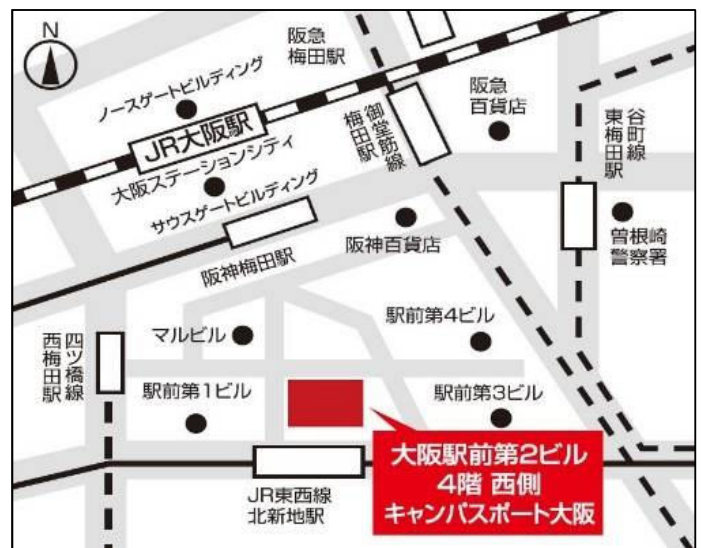 N
阪急
梅田駅
ノースゲートビルディング
JR大阪駅
大阪ステーションシティ
サウスゲートビルディング
御堂筋線
梅田駅
阪急
百貨店
谷町線
東梅田駅
曽根崎
警察署
阪神百貨店
阪神梅田駅
四ツ橋線
西梅田駅
マルビル
駅前第4ビル
駅前第1ビル
駅前第3ビル
大阪駅前第2ビル
4階 西側
キャンパスポート大阪
JR東西線
北新地駅